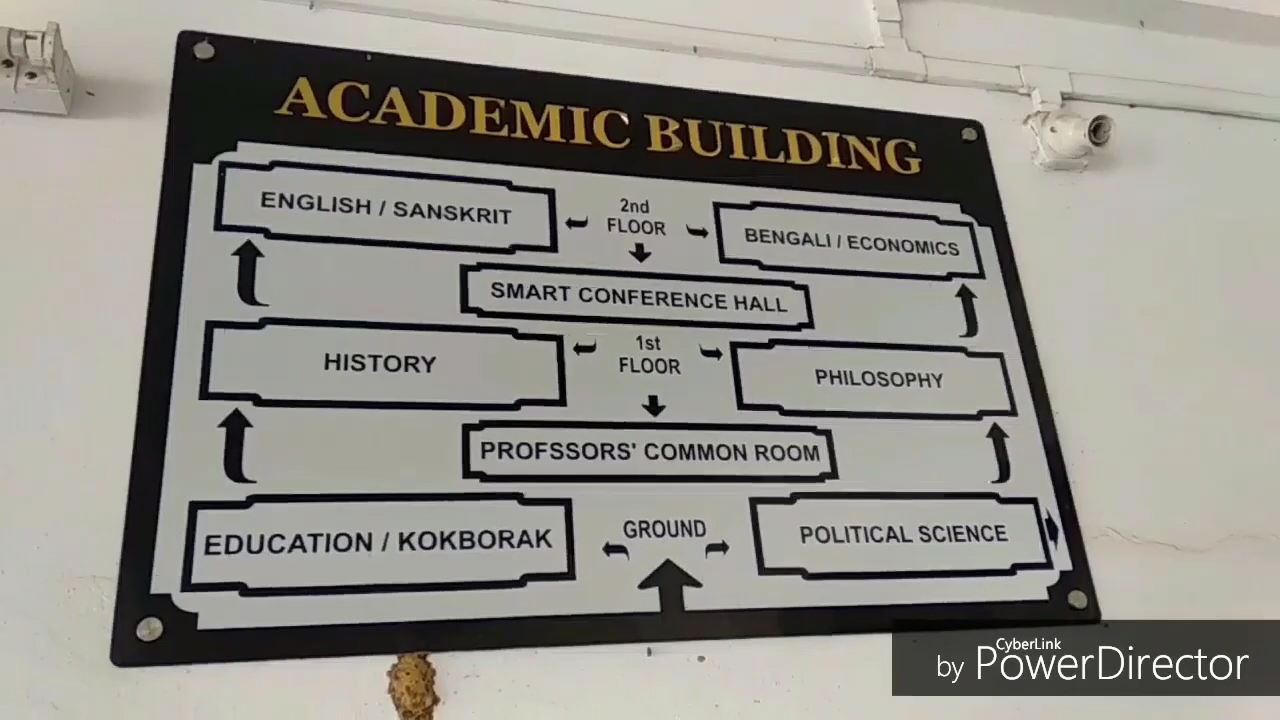 ACADEMIC BUILDING
ENGLISH / SANSKRIT
2nd
FLOOR
BENGALI / ECONOMICS
SMART CONFERENCE HALL
HISTORY
1st
FLOOR
PHILOSOPHY
PROFSSORS' COMMON ROOM
EDUCATION / KOKBORAK
GROUND
POLITICAL SCIENCE
CyberLink
by PowerDirector